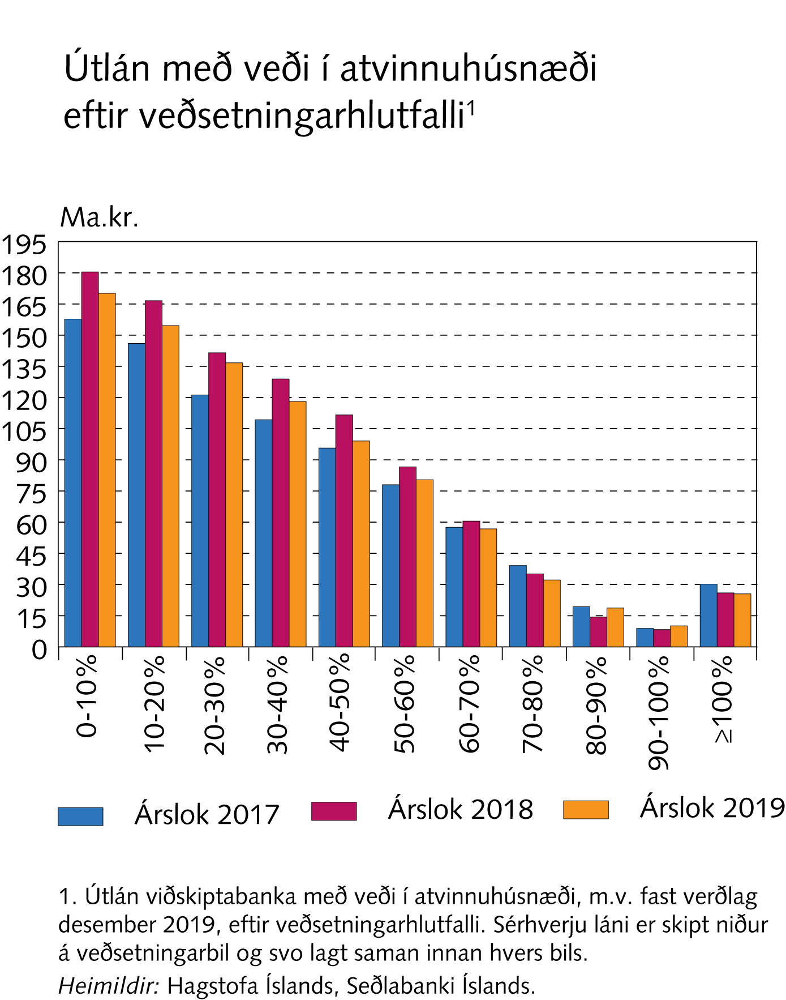 Útlán með veði í atvinnuhúsnæði
eftir veðsetningarhlutfalli¹
Ma.kr.
195
180
165
150
135
120
105
90
75
60
45
30
15
0
0-10%
10-20%
20-30%
30-40%
40-50%
50-60%
60-70%
70-80%
80-90%
90-100%
≥100%
Árslok 2017
Árslok 2018
Árslok 2019
1. Útlán viðskiptabanka með veði í atvinnuhúsnæði, m.v. fast verðlag
desember 2019, eftir veðsetningarhlutfalli. Sérhverju láni er skipt niður
á veðsetningarbil og svo lagt saman innan hvers bils.
Heimildir: Hagstofa Íslands, Seðlabanki Íslands.